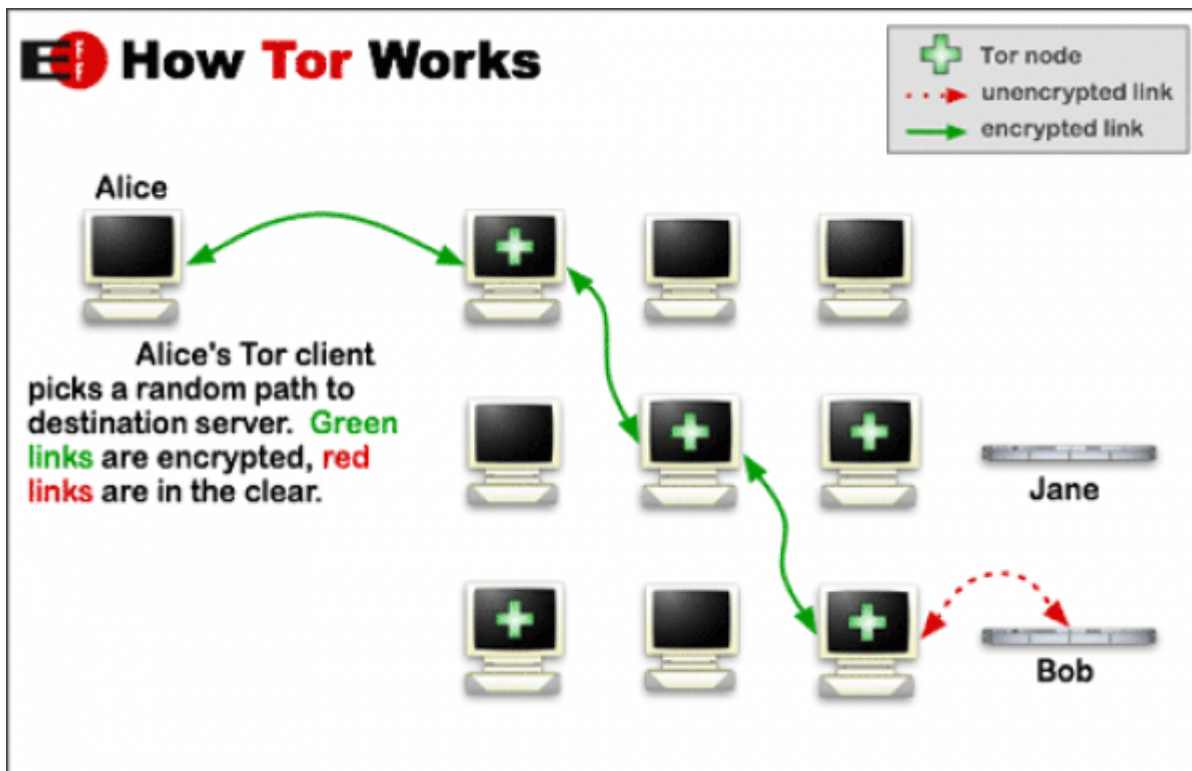 How Tor Works
Tor node
unencrypted link
encrypted link
Alice
Alice's Tor client
picks a random path to
destination server. Green
links are encrypted, red
links are in the clear.
Jane
Bob